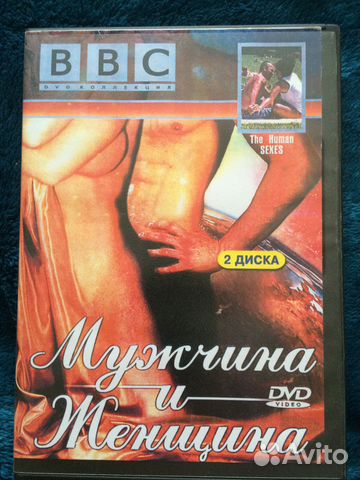 BBC
DVD КОЛЛЕКЦИЯ
The Human
SEXES
2 ДИСКА
Мужчина
и
Женщина
DVD
VIDEO
Avito